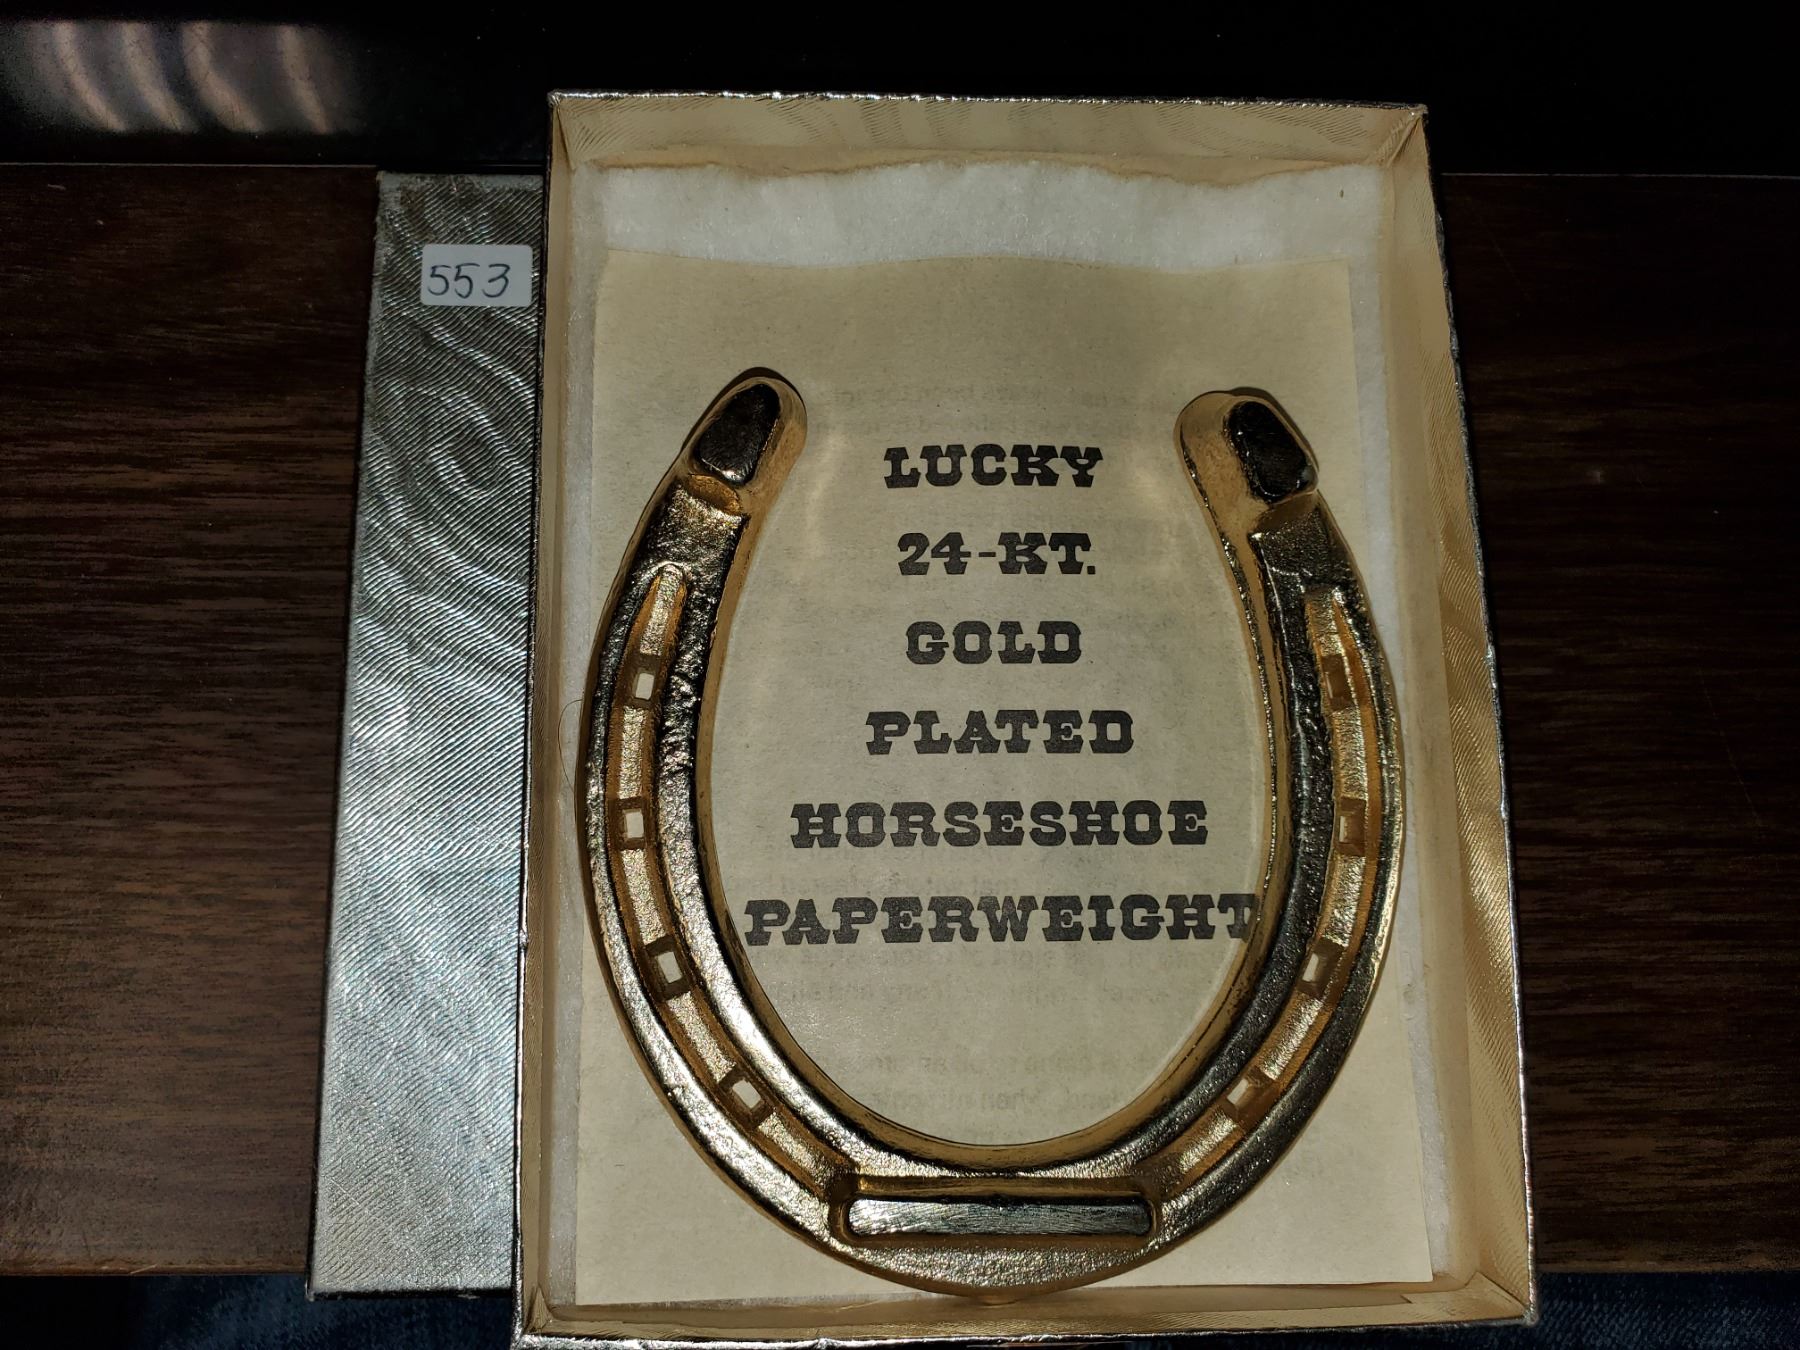 553
LUCKY
24-KT.
GOLD
PLATED
HORSESHOE
PAPERWEIGHT